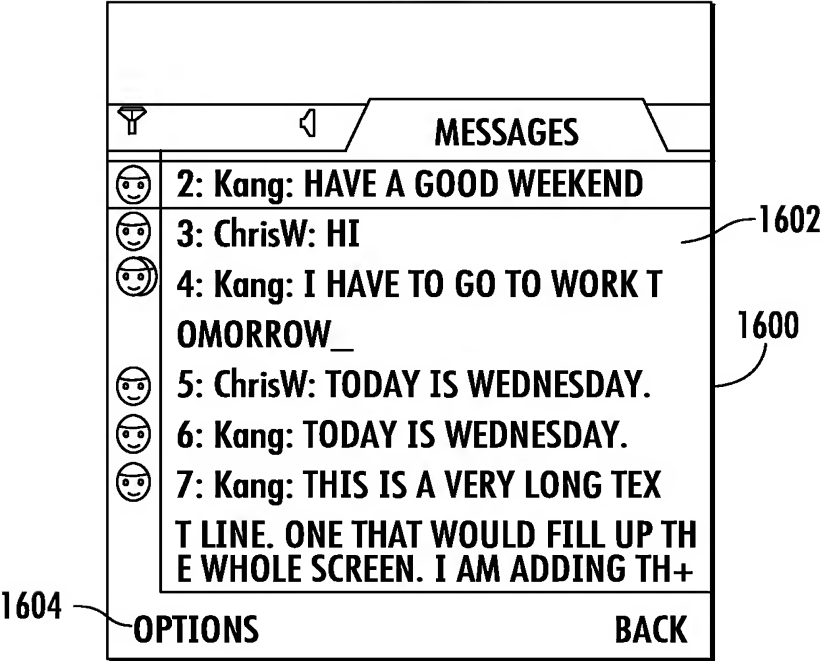 MESSAGES
2: Kang: HAVE A GOOD WEEKEND
3: ChrisW: HI
1602
4: Kang: I HAVE TO GO TO WORK T
OMORROW_
1600
5: ChrisW: TODAY IS WEDNESDAY.
6: Kang: TODAY IS WEDNESDAY.
7: Kang: THIS IS A VERY LONG TEX
T LINE. ONE THAT WOULD FILL UP TH
E WHOLE SCREEN. I AM ADDING TH+
1604
OPTIONS BACK